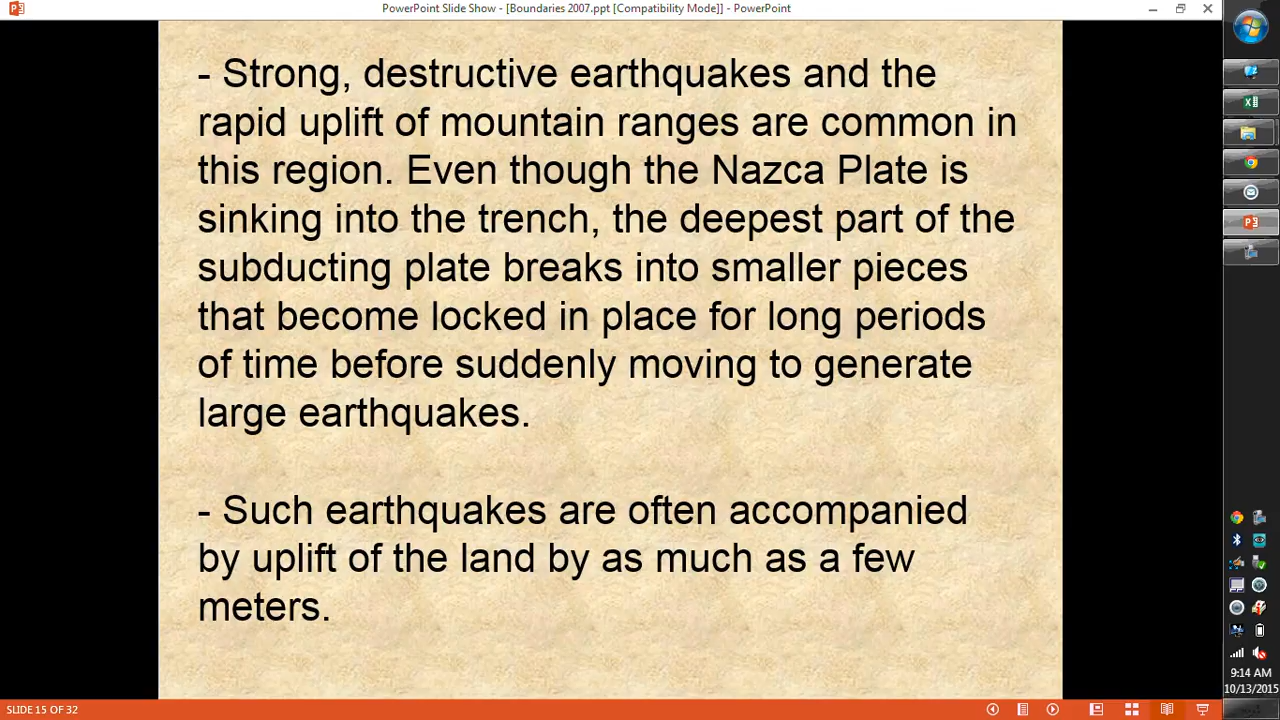 PowerPoint Slide Show - [Boundaries 2007.ppt [Compatibility Mode]] - PowerPoint
- Strong, destructive earthquakes and the
rapid uplift of mountain ranges are common in
this region. Even though the Nazca Plate is
sinking into the trench, the deepest part of the
subducting plate breaks into smaller pieces
that become locked in place for long periods
of time before suddenly moving to generate
large earthquakes.
- Such earthquakes are often accompanied
by uplift of the land by as much as a few
meters.
SLIDE 15 OF 32
9:14 AM
10/13/2015